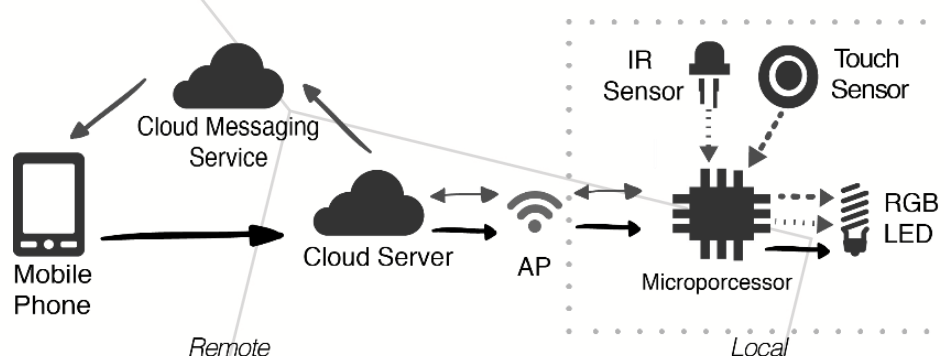 IR
Sensor
Touch
Sensor
Cloud Messaging
Service
RGB
LED
Cloud Server
AP
Mobile
Phone
Microporcessor
Remote
Local